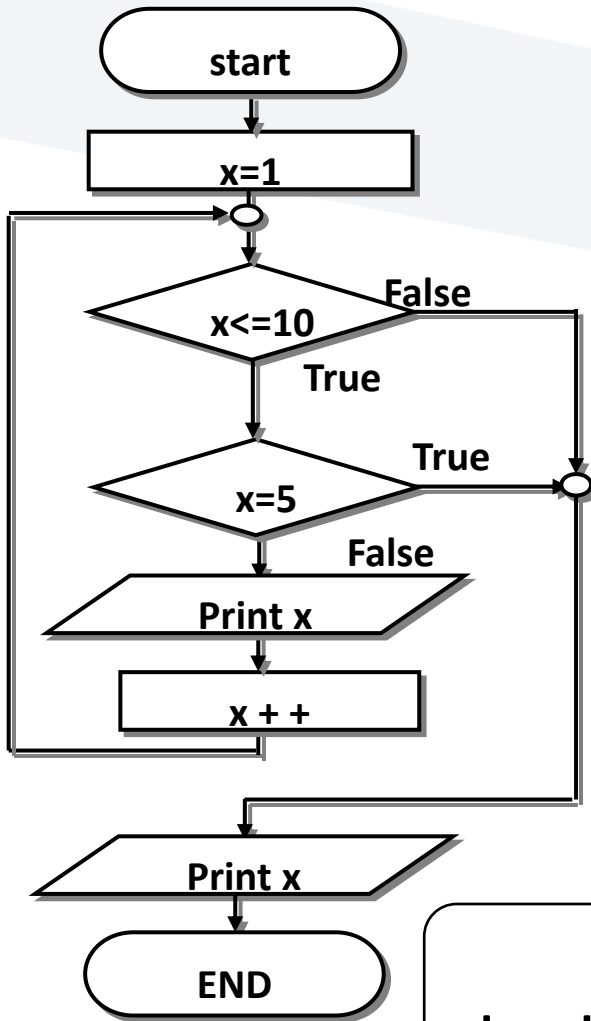 start
x=1
False
x<=10
True
True
x=5
False
Print x
x + +
Print x
END